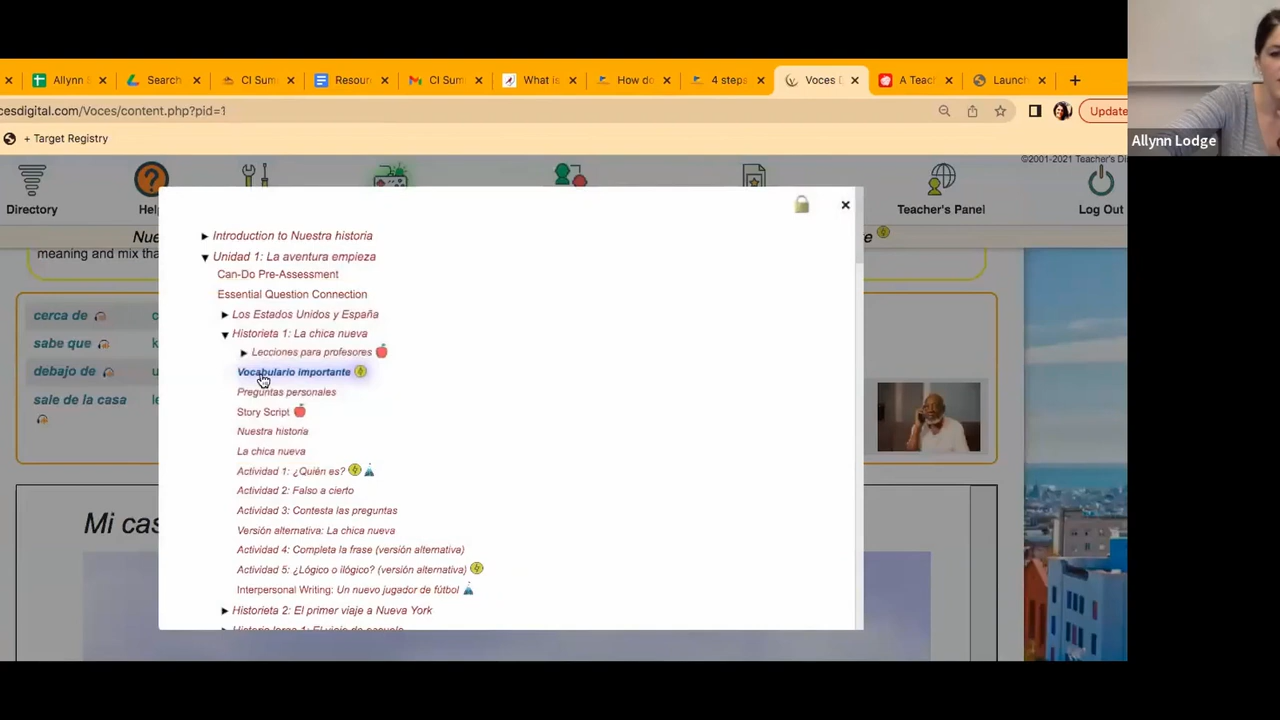 Allynn
Search
CI Sum
Resour
CI Sum
What is
How do
4 steps
Voces D
A Teac
Launch
cesdigital.com/Voces/content.php?pid=1
Update
+ Target Registry
Allynn Lodge
©2001-2021 Teacher's Di
Directory
Hel
Teacher's Panel
Log Out
Nue
e
meaning and mix tha
cerca de
c
sabe que
k
debajo de
u
sale de la casa
le
Mi cas
Introduction to Nuestra historia
Unidad 1: La aventura empieza
Can-Do Pre-Assessment
Essential Question Connection
Los Estados Unidos y España
Historieta 1: La chica nueva
Lecciones para profesores
Vocabulario importante
Preguntas personales
Story Script
Nuestra historia
La chica nueva
Actividad 1: ¿Quién es?
Actividad 2: Falso a cierto
Actividad 3: Contesta las preguntas
Versión alternativa: La chica nueva
Actividad 4: Completa la frase (versión alternativa)
Actividad 5: ¿Lógico o ilógico? (versión alternativa)
Interpersonal Writing: Un nuevo jugador de fútbol
Historieta 2: El primer viaje a Nueva York